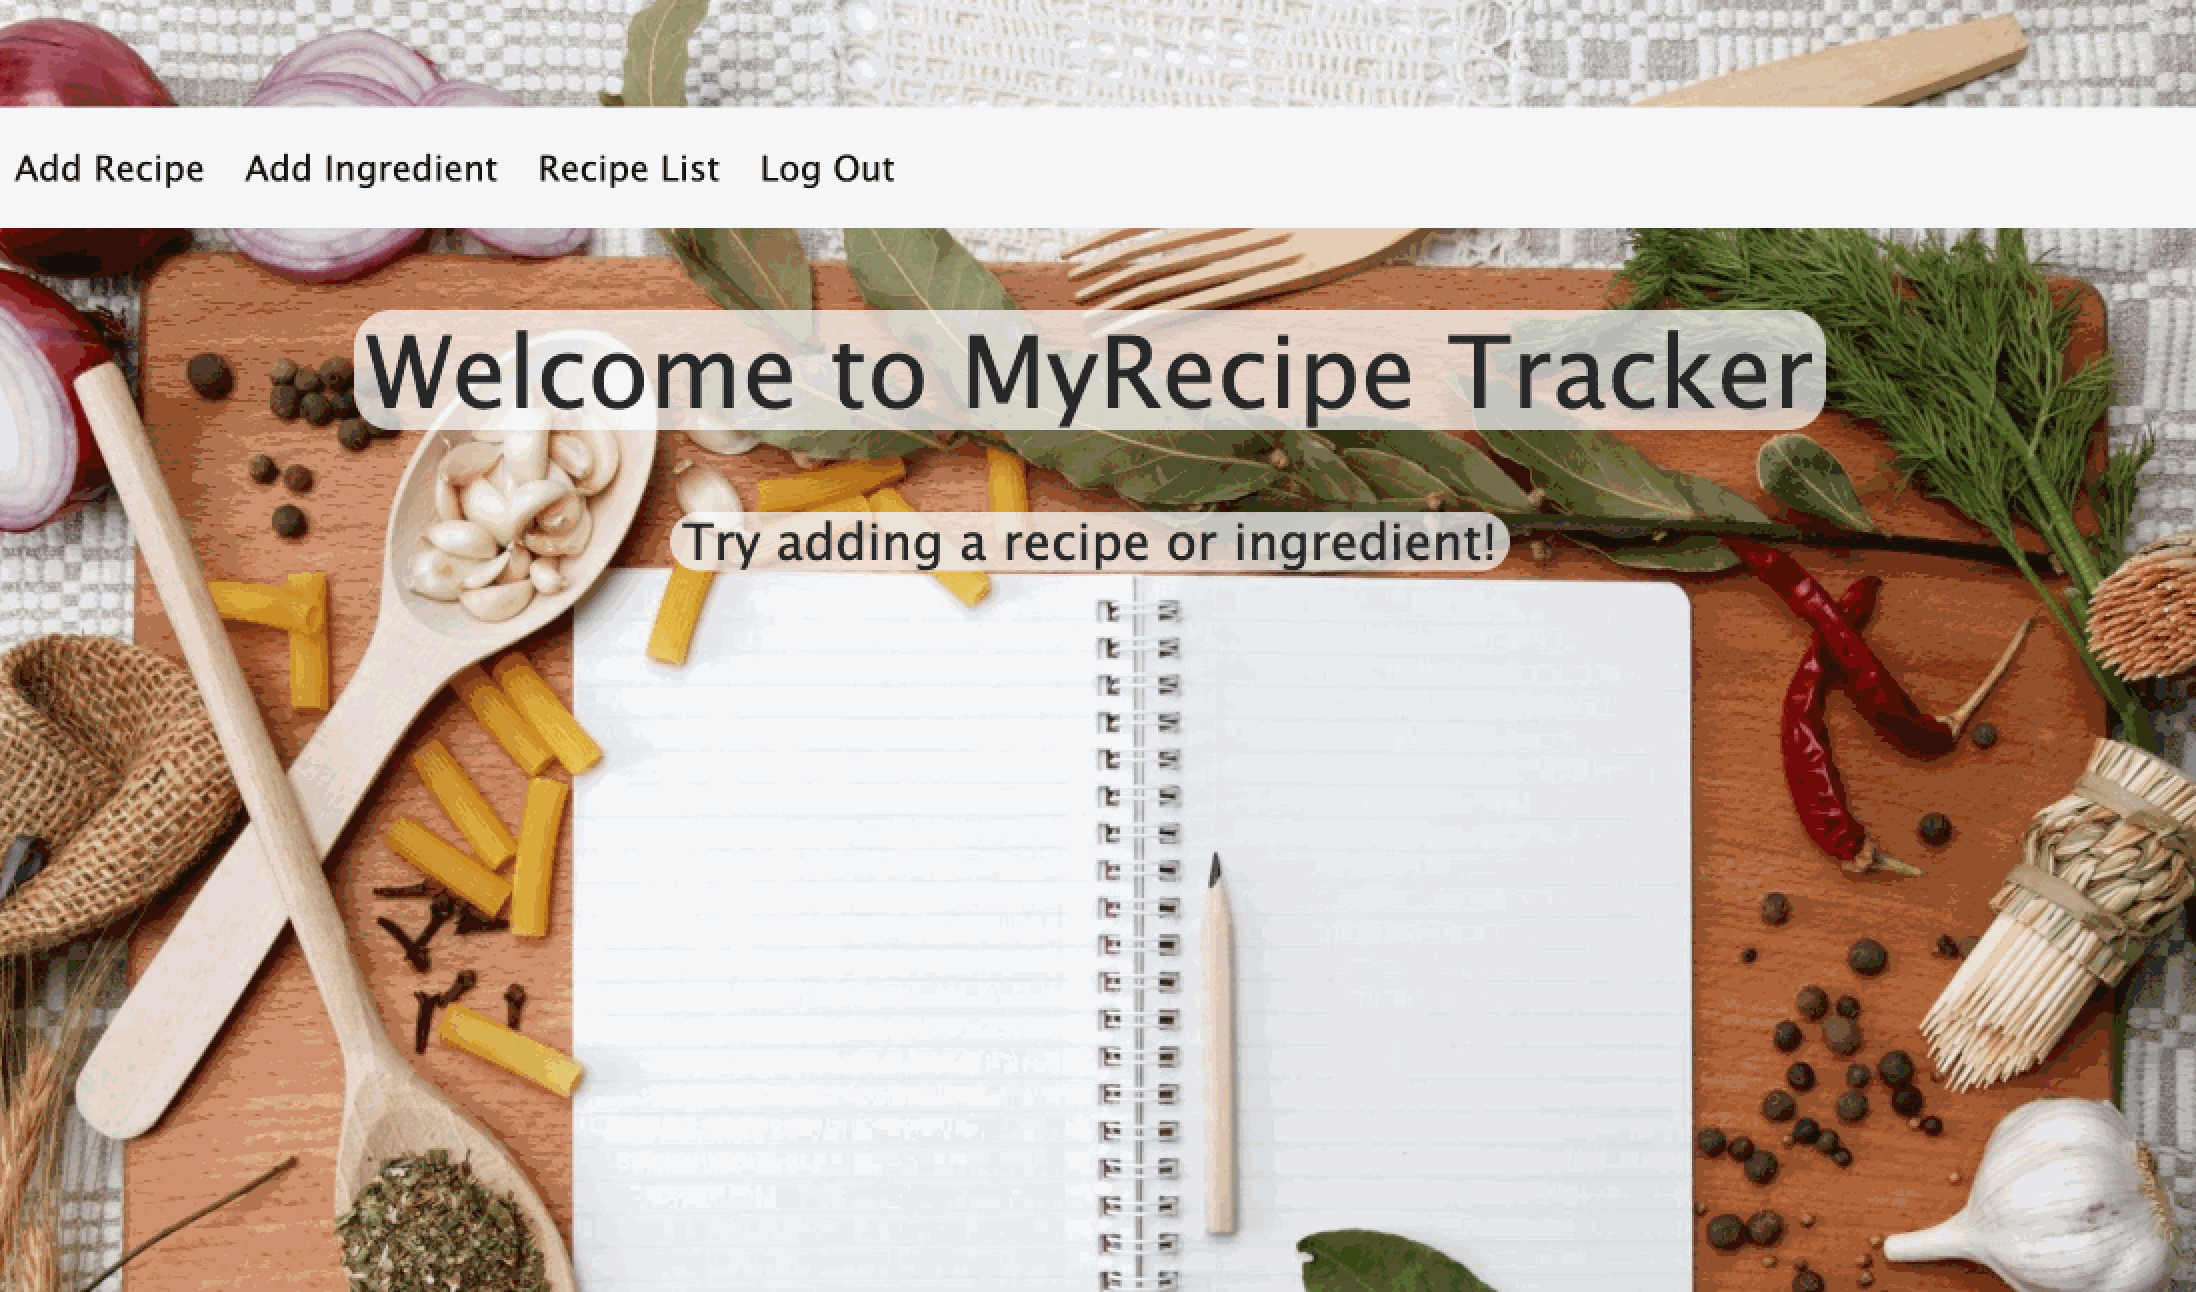 Add Recipe Add Ingredient Recipe List Log Out
Welcome to MyRecipe Tracker
Try adding a recipe or ingredient!